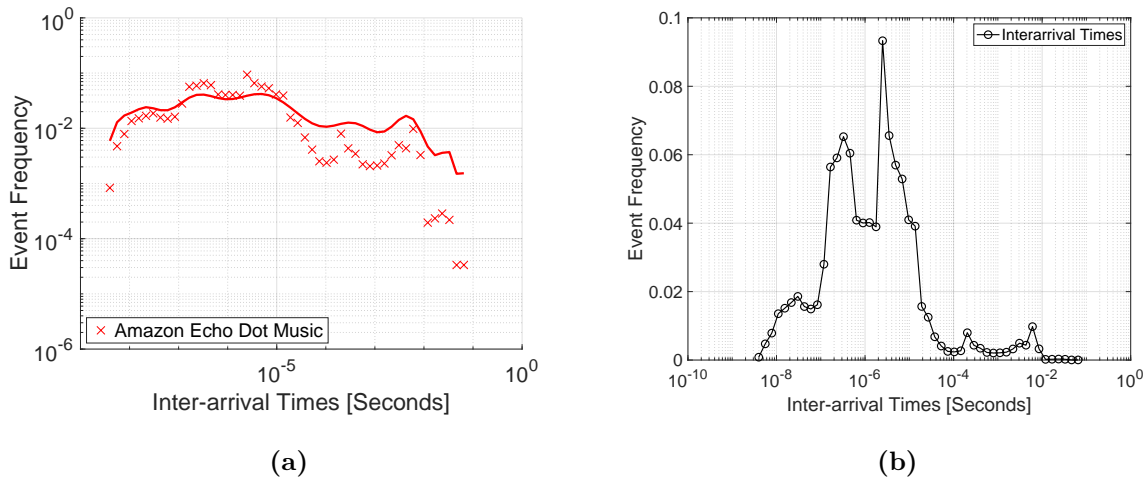 10^0
10^-2
10^-4
10^-6
Event Frequency
Amazon Echo Dot Music
10^-5
10^0
Inter-arrival Times [Seconds]
(a)
0.1
0.08
0.06
0.04
0.02
0
Event Frequency
Interarrival Times
10^-10
10^-8
10^-6
10^-4
10^-2
10^0
Inter-arrival Times [Seconds]
(b)